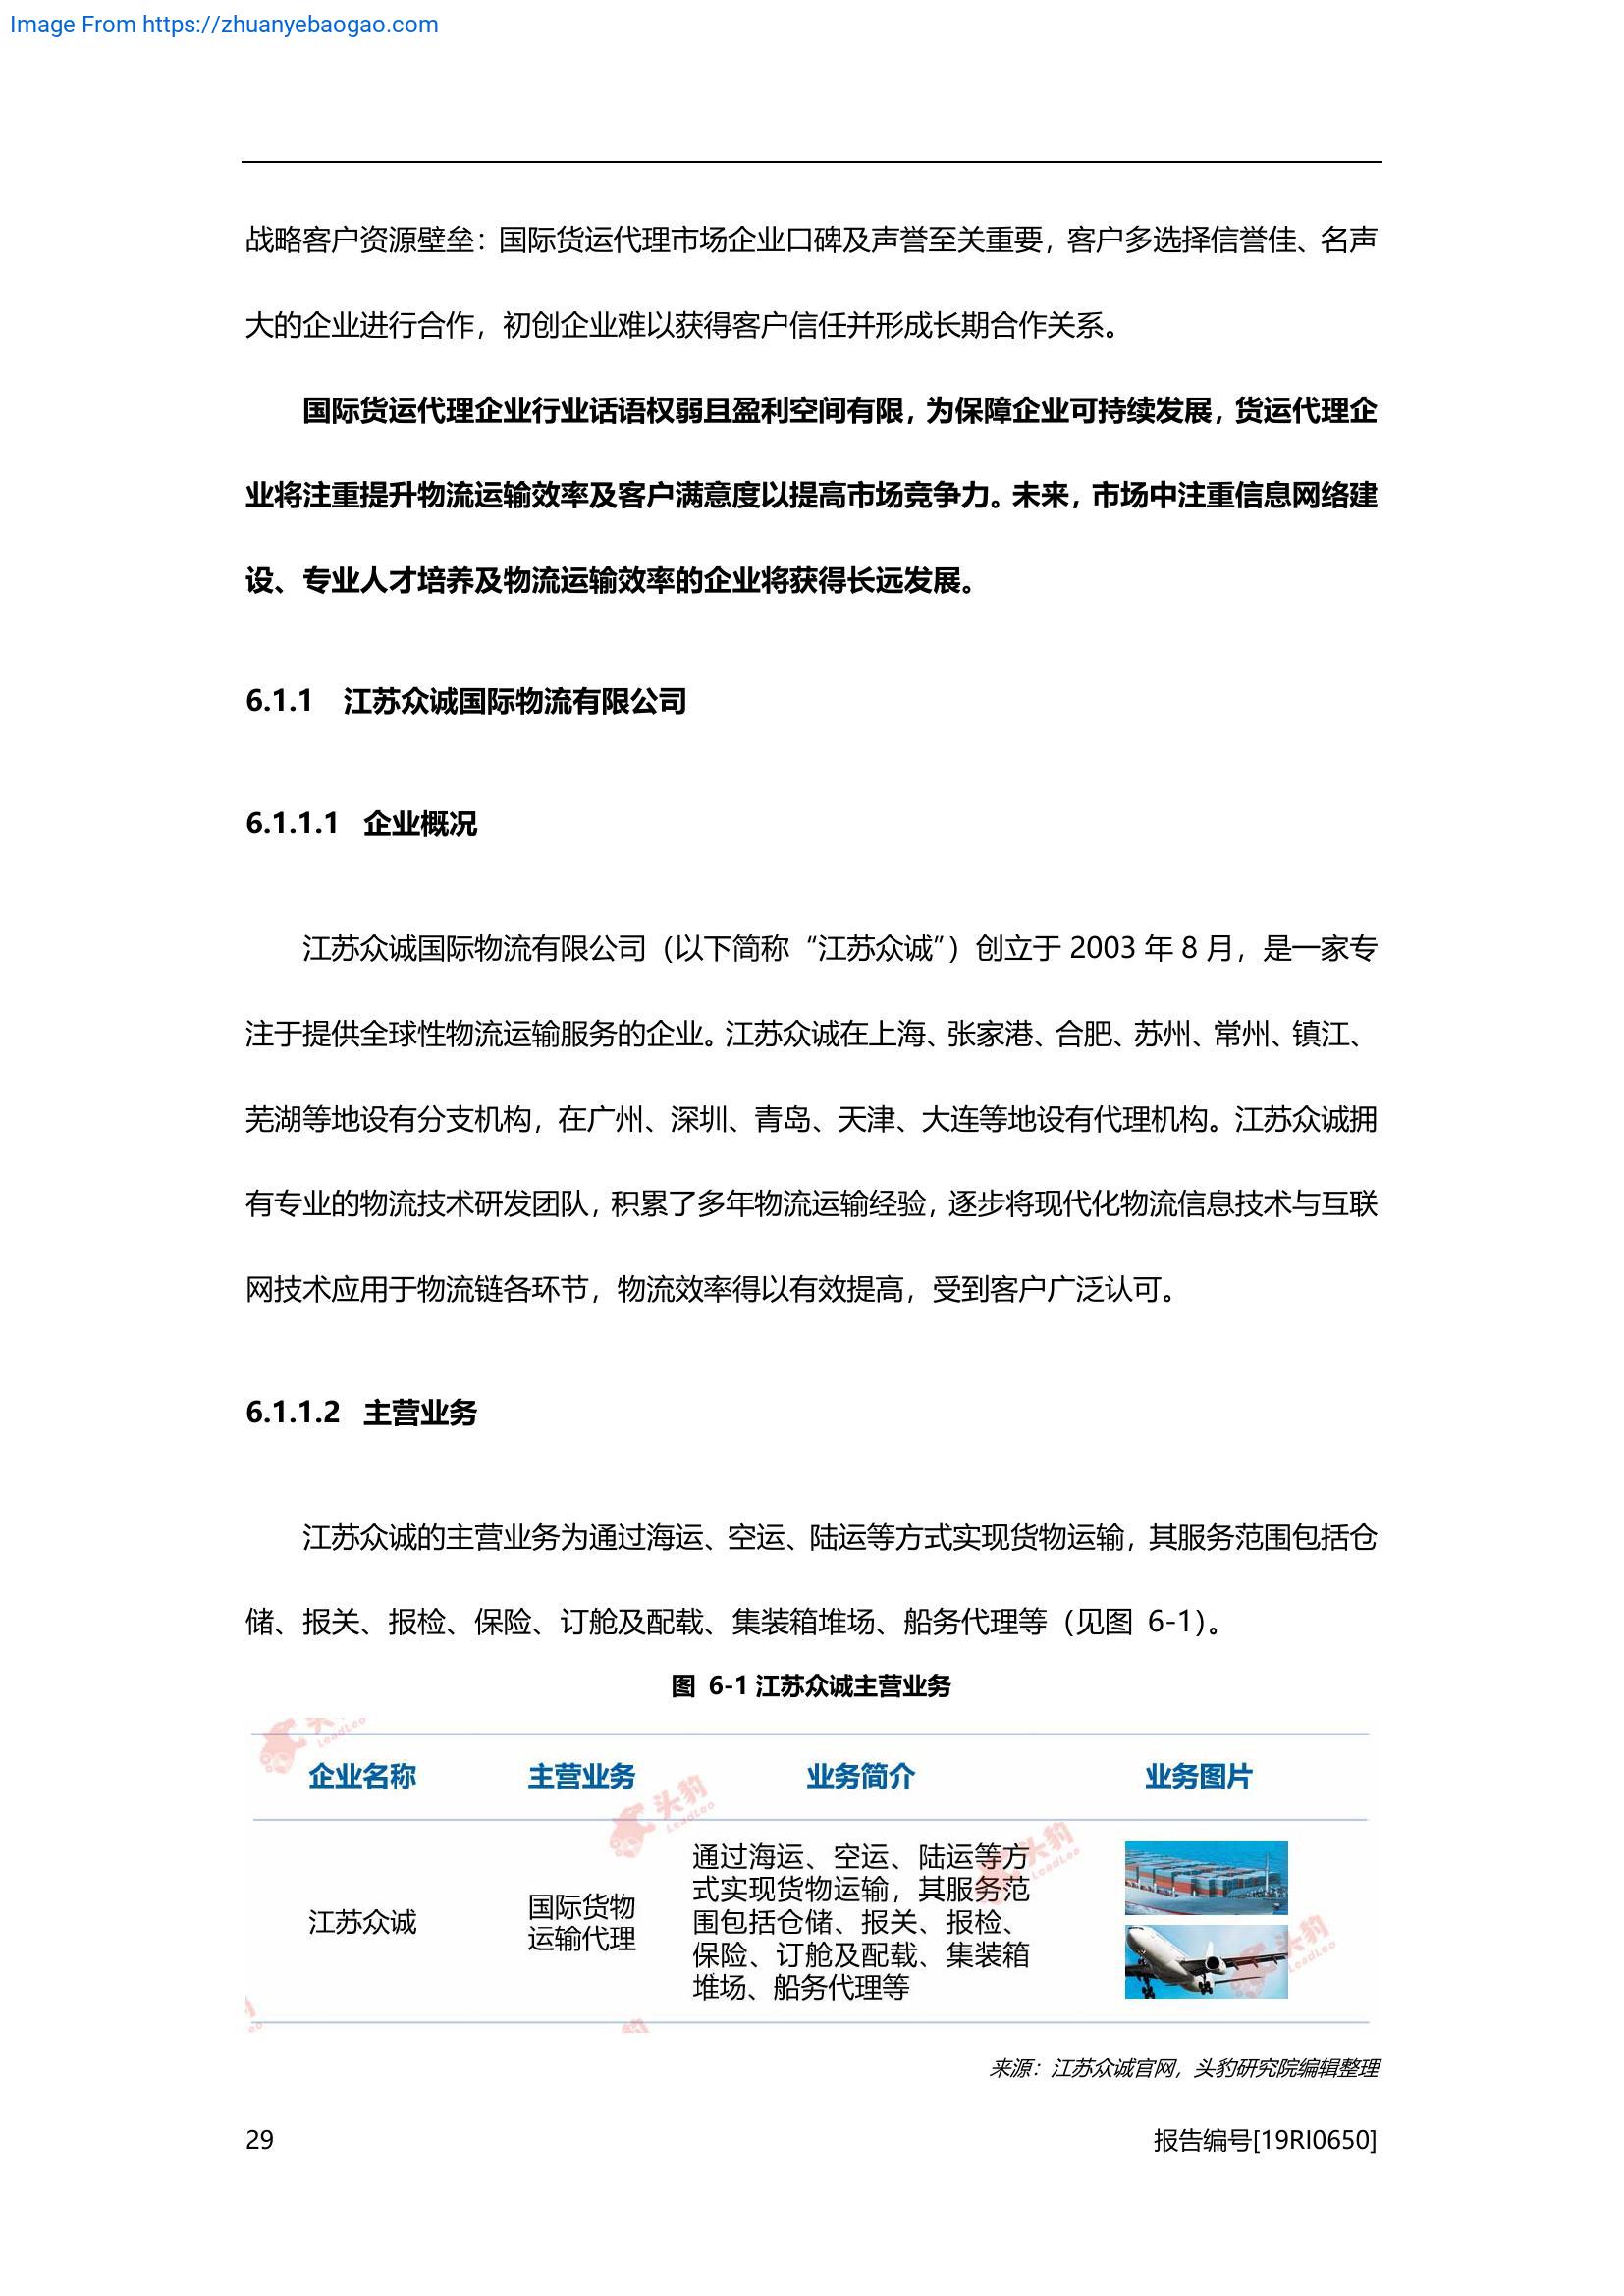 Image From https://zhuanyebaogao.com
战略客户资源壁垒：国际货运代理市场企业口碑及声誉至关重要，客户多选择信誉佳、名声
大的企业进行合作，初创企业难以获得客户信任并形成长期合作关系。
国际货运代理企业行业话语权弱且盈利空间有限，为保障企业可持续发展，货运代理企
业将注重提升物流运输效率及客户满意度以提高市场竞争力。未来，市场中注重信息网络建
设、专业人才培养及物流运输效率的企业将获得长远发展。
6.1.1 江苏众诚国际物流有限公司
6.1.1.1 企业概况
江苏众诚国际物流有限公司（以下简称“江苏众诚”）创立于 2003 年 8 月，是一家专
注于提供全球性物流运输服务的企业。江苏众诚在上海、张家港、合肥、苏州、常州、镇江、
芜湖等地设有分支机构，在广州、深圳、青岛、天津、大连等地设有代理机构。江苏众诚拥
有专业的物流技术研发团队，积累了多年物流运输经验，逐步将现代化物流信息技术与互联
网技术应用于物流链各环节，物流效率得以有效提高，受到客户广泛认可。
6.1.1.2 主营业务
江苏众诚的主营业务为通过海运、空运、陆运等方式实现货物运输，其服务范围包括仓
储、报关、报检、保险、订舱及配载、集装箱堆场、船务代理等（见图 6-1）。
图 6-1 江苏众诚主营业务
头豹
LeadLeo
企业名称 主营业务 业务简介 业务图片
头豹
LeadLeo
江苏众诚
国际货物
运输代理
通过海运、空运、陆运等方
式实现货物运输，其服务范
围包括仓储、报关、报检、
保险、订舱及配载、集装箱
堆场、船务代理等
头豹
LeadLeo
头豹
LeadLeo
来源：江苏众诚官网，头豹研究院编辑整理
29
报告编号[19RI0650]